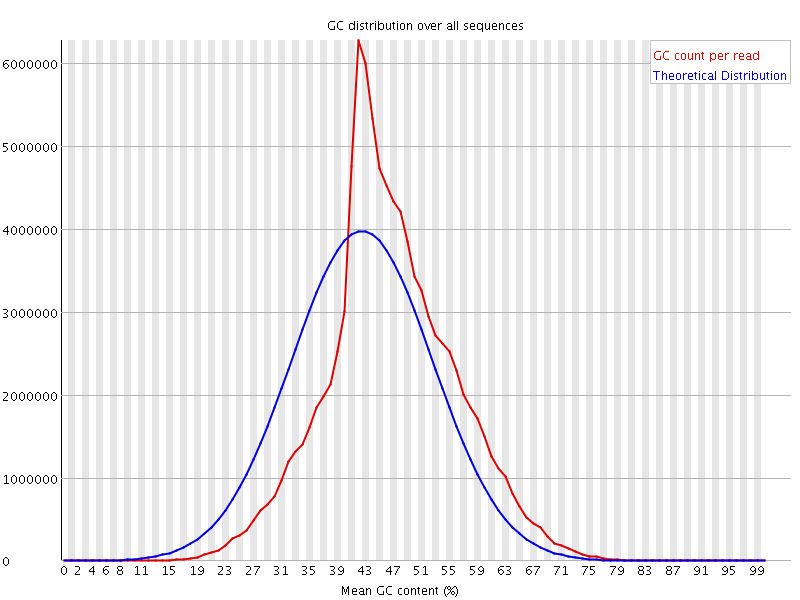 GC distribution over all sequences
GC count per read
Theoretical Distribution
6000000
5000000
4000000
3000000
2000000
1000000
0
0 2 4 6 8 11 15 19 23 27 31 35 39 43 47 51 55 59 63 67 71 75 79 83 87 91 95 99
Mean GC content (%)